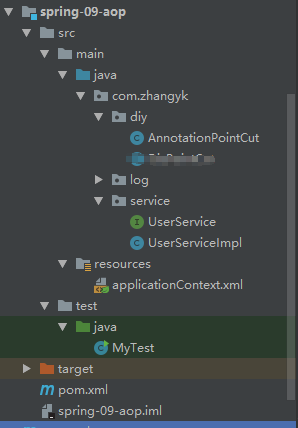 spring-09-aop
src
main
java
com.zhangyk
diy
AnnotationPointCut
log
service
UserService
UserServiceImpl
resources
applicationContext.xml
test
java
MyTest
target
pom.xml
spring-09-aop.iml